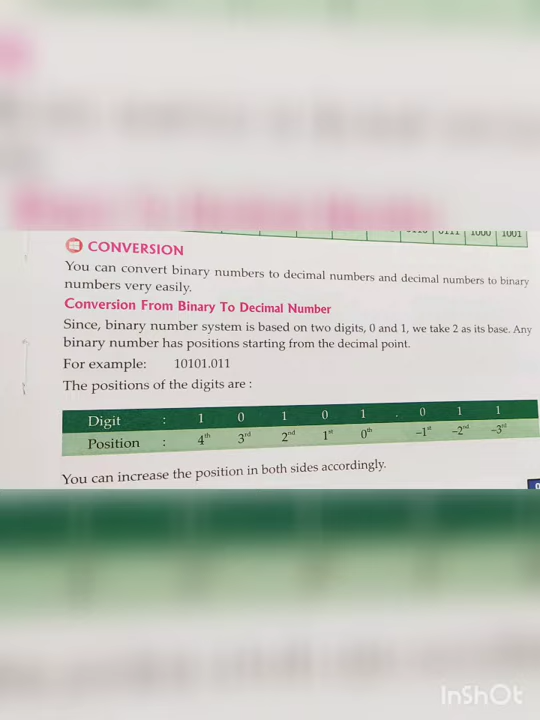 0111 1000 1001
CONVERSION
You can convert binary numbers to decimal numbers and decimal numbers to binary
numbers very easily.
Conversion From Binary To Decimal Number
Since, binary number system is based on two digits, 0 and 1, we take 2 as its base. Any
binary number has positions starting from the decimal point.
For example: 10101.011
The positions of the digits are :
Digit : 1 0 1 0 1 . 0 1 1
Position : 4th 3rd 2nd 1st 0th −1st −2nd −3rd
You can increase the position in both sides accordingly.
InShOt